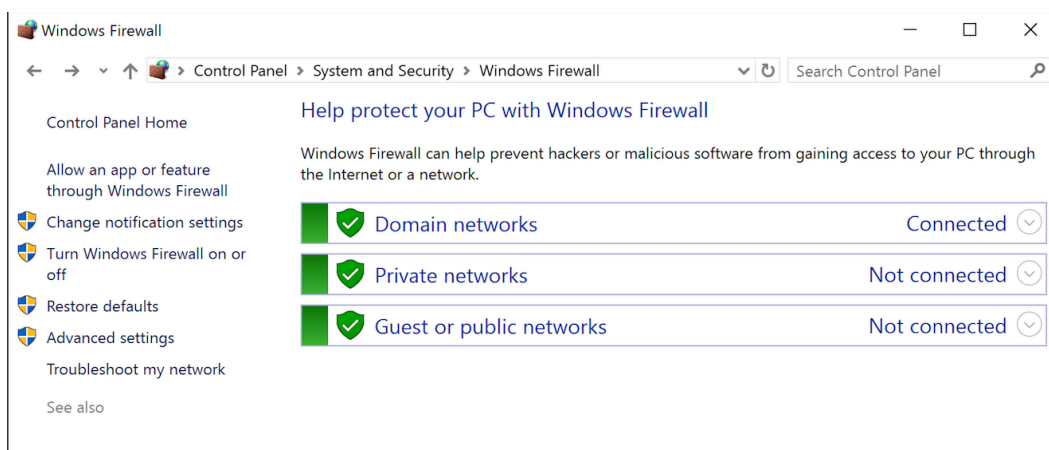 Windows Firewall
Control Panel > System and Security > Windows Firewall
Search Control Panel
Control Panel Home
Allow an app or feature
through Windows Firewall
Change notification settings
Turn Windows Firewall on or
off
Restore defaults
Advanced settings
Troubleshoot my network
See also
Help protect your PC with Windows Firewall
Windows Firewall can help prevent hackers or malicious software from gaining access to your PC through
the Internet or a network.
Domain networks Connected
Private networks Not connected
Guest or public networks Not connected